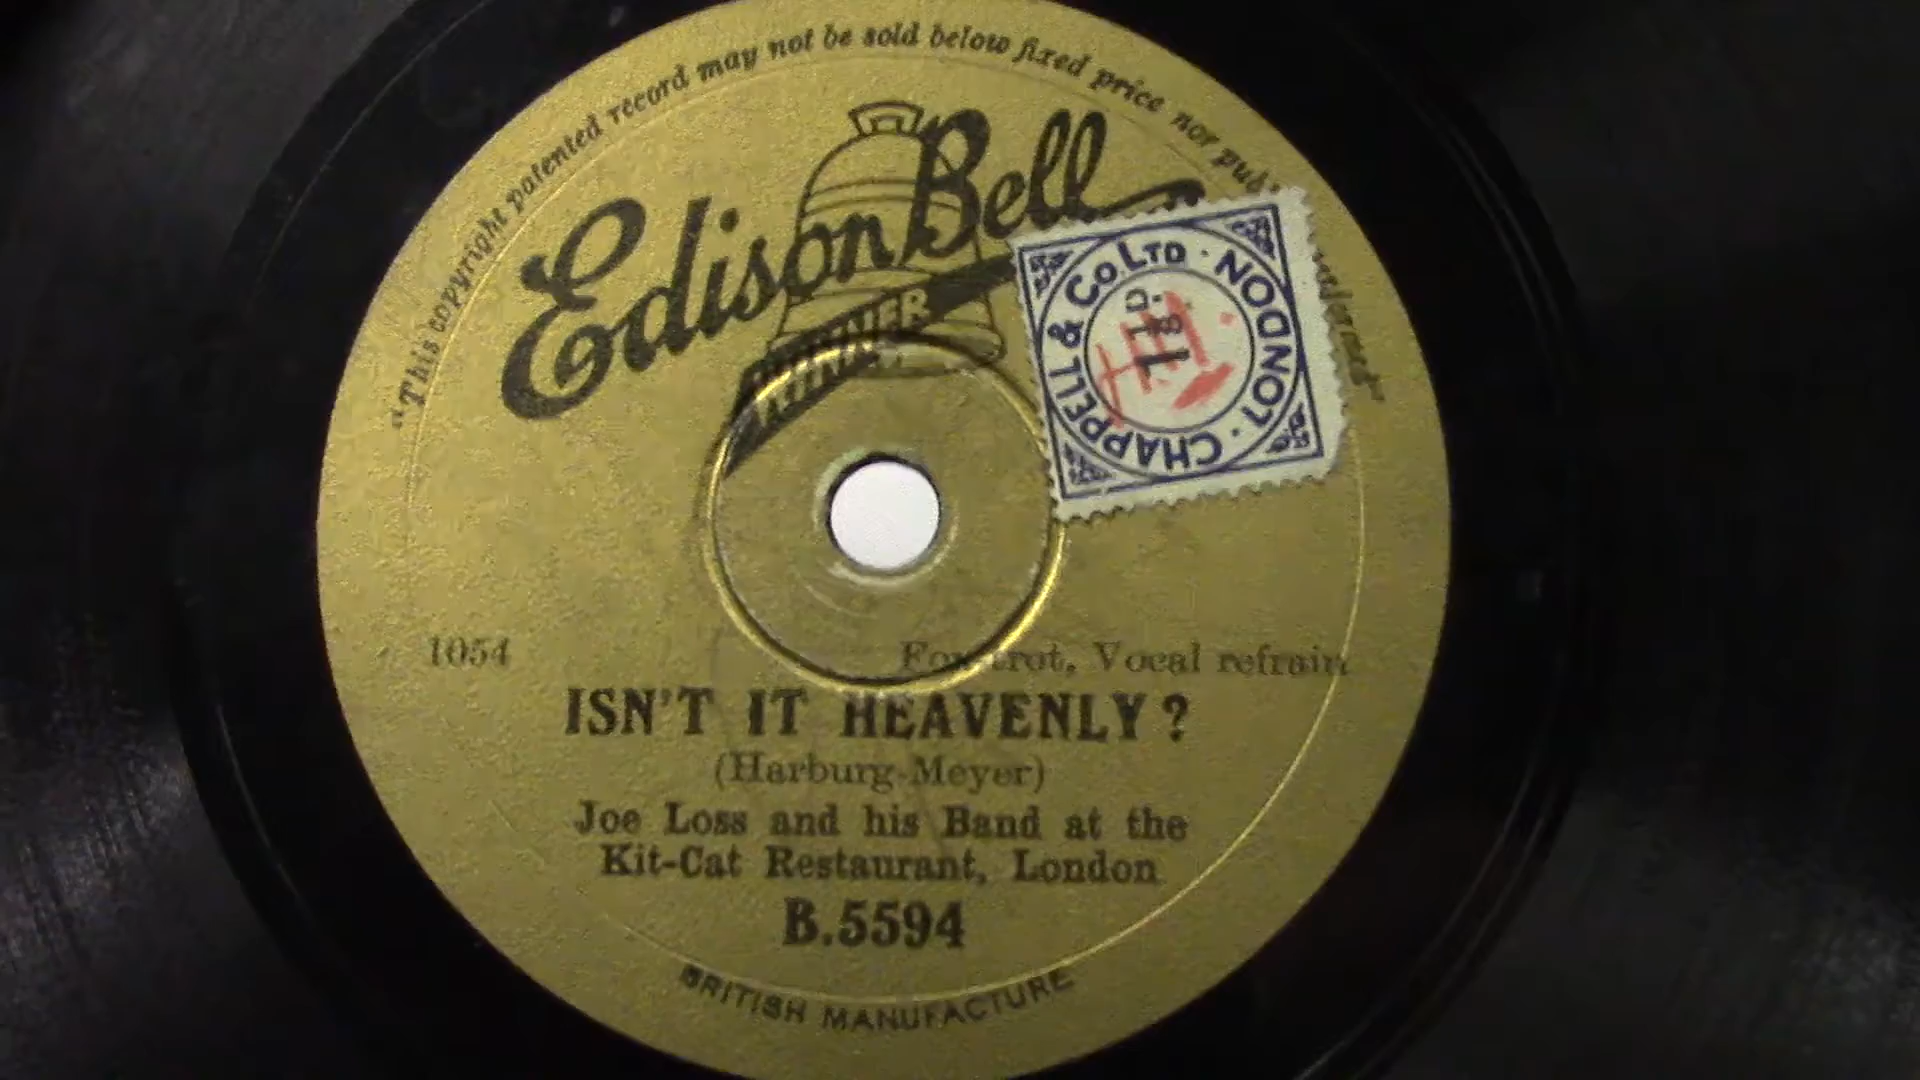 "This copyright patented record may not be sold below fixed price nor
Edison Bell
WINNER
CHAPPELL & CO LTD · LONDON ·
1054
Fox-trot, Vocal refrain
ISN'T IT HEAVENLY?
(Harburg-Meyer)
Joe Loss and his Band at the
Kit-Cat Restaurant, London
B.5594
BRITISH MANUFACTURE